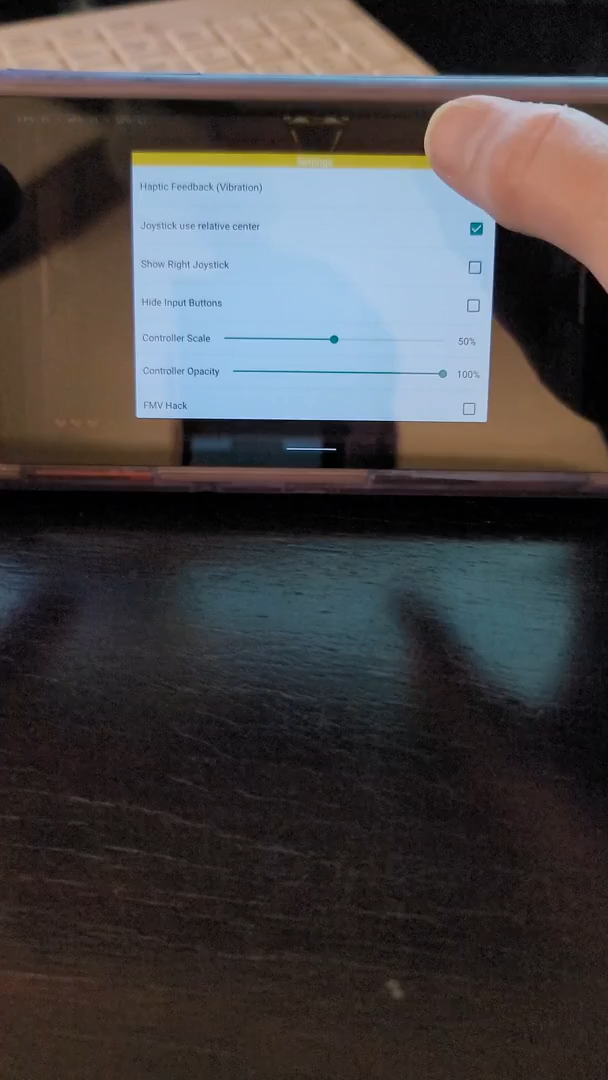 Settings
Haptic Feedback (Vibration)
Joystick use relative center
Show Right Joystick
Hide Input Buttons
Controller Scale 50%
Controller Opacity 100%
FMV Hack